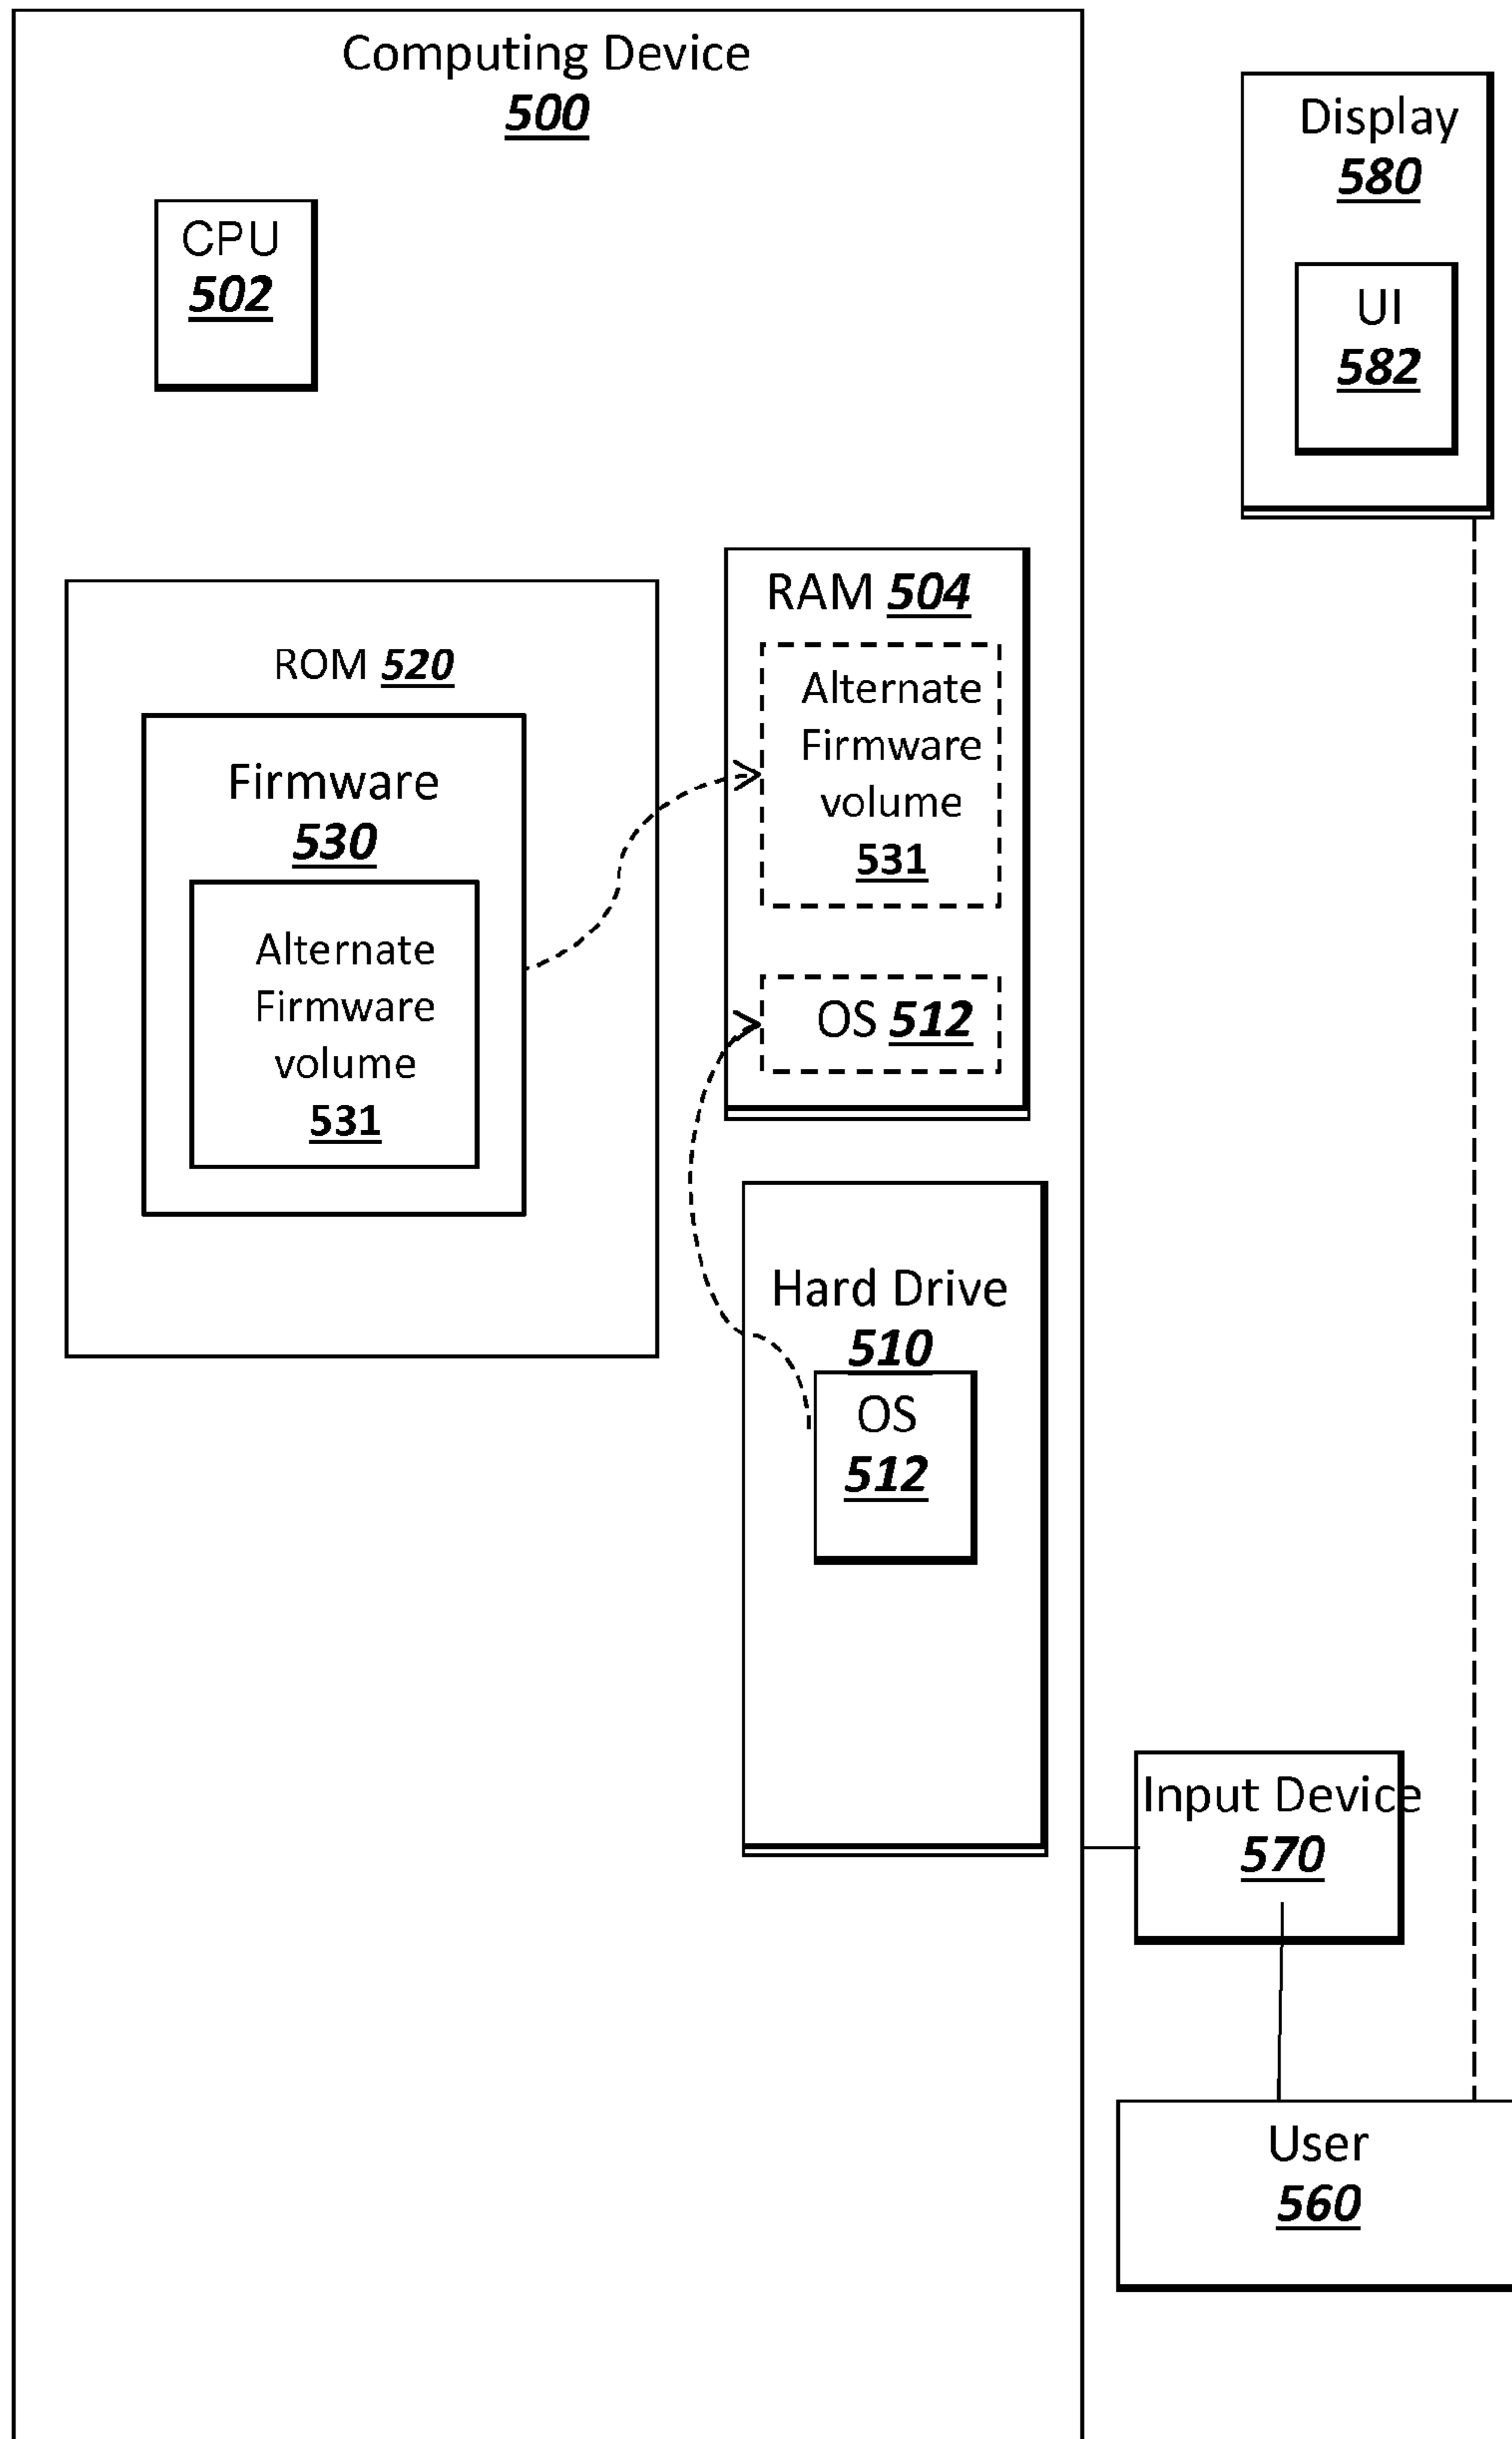 Computing Device
500
CPU
502
ROM 520
Firmware
530
Alternate
Firmware
volume
531
RAM 504
Alternate
Firmware
volume
531
OS 512
Hard Drive
510
OS
512
Display
580
UI
582
Input Device
570
User
560